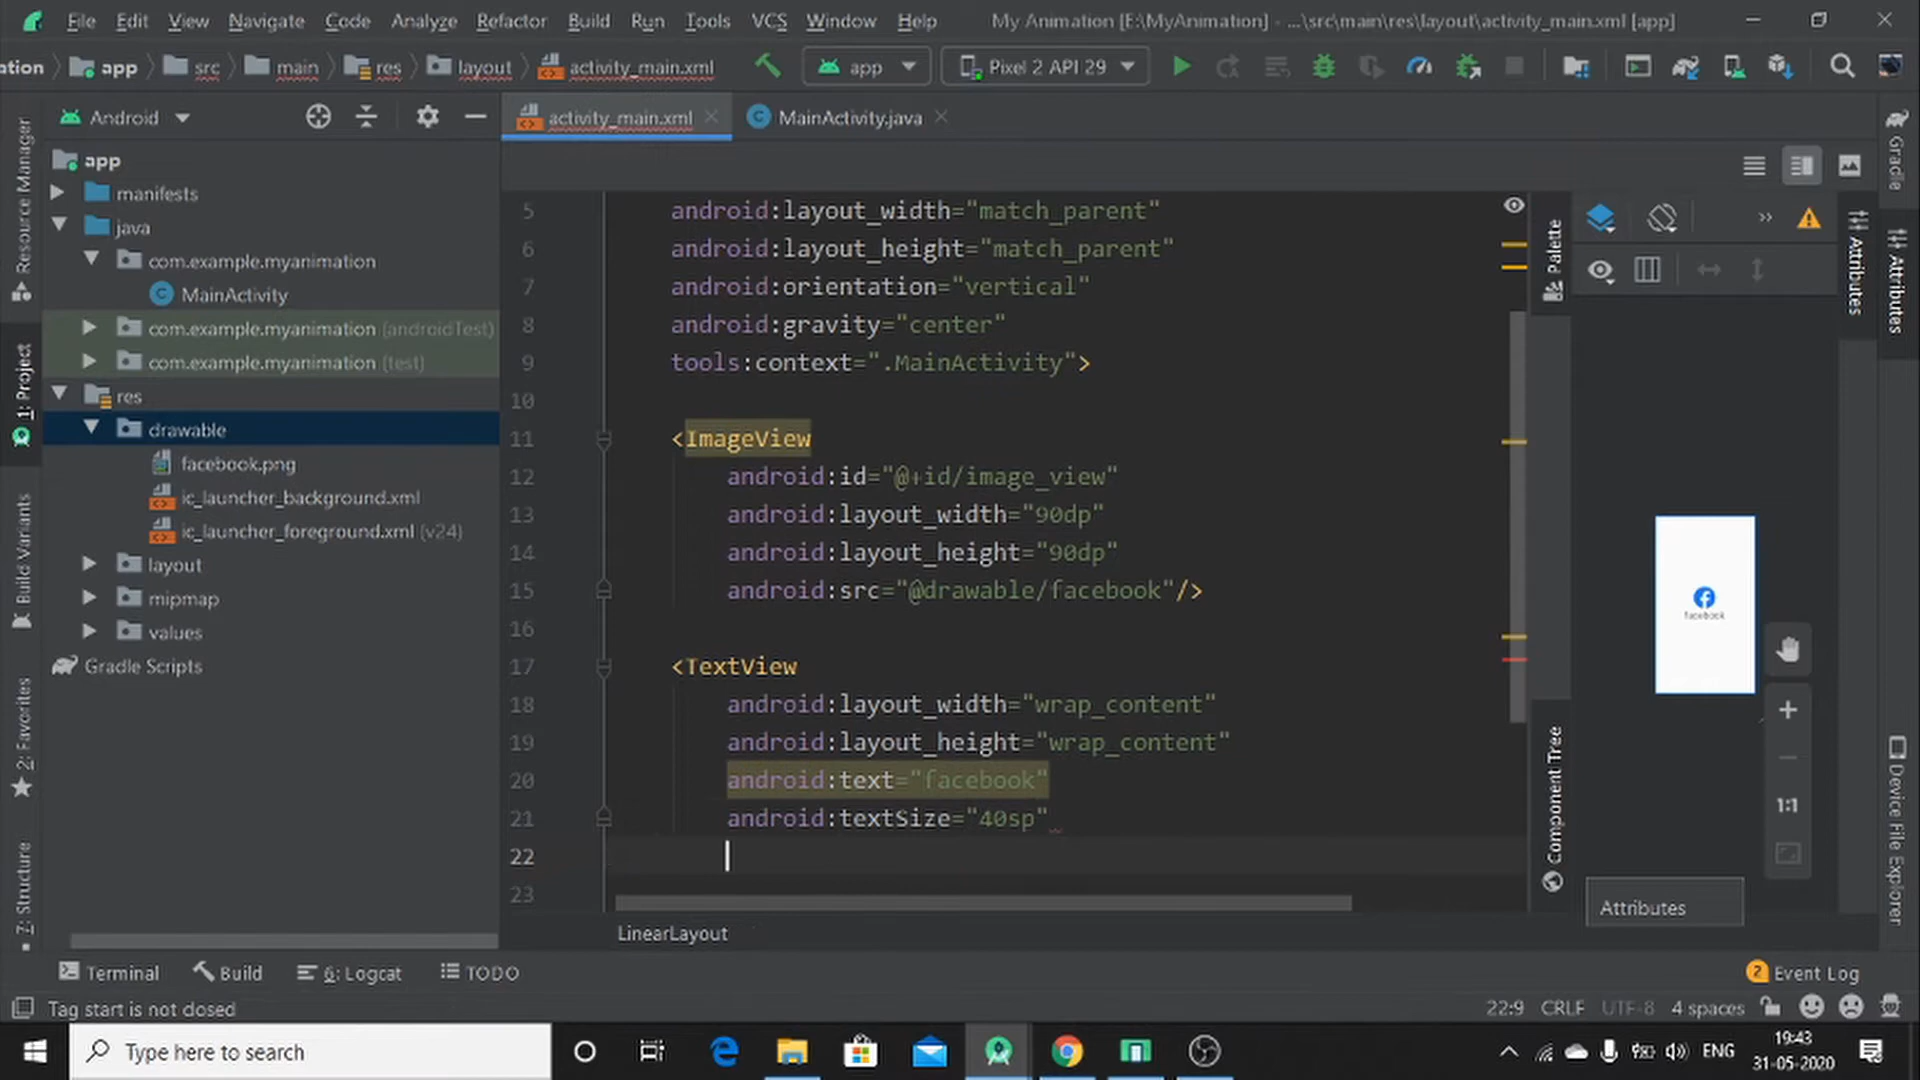 File Edit View Navigate Code Analyze Refactor Build Run Tools VCS Window Help My Animation [E:\MyAnimation] - ...\src\main\res\layout\activity_main.xml [app]
ation app src main res layout activity_main.xml app Pixel 2 API 29
Android
activity_main.xml MainActivity.java
Resource Manager
1: Project
Build Variants
2: Favorites
Z: Structure
app
manifests
java
com.example.myanimation
MainActivity
com.example.myanimation (androidTest)
com.example.myanimation (test)
res
drawable
facebook.png
ic_launcher_background.xml
ic_launcher_foreground.xml (v24)
layout
mipmap
values
Gradle Scripts
5 android:layout_width="match_parent"
6 android:layout_height="match_parent"
7 android:orientation="vertical"
8 android:gravity="center"
9 tools:context=".MainActivity">
10
11 <ImageView
12 android:id="@+id/image_view"
13 android:layout_width="90dp"
14 android:layout_height="90dp"
15 android:src="@drawable/facebook"/>
16
17 <TextView
18 android:layout_width="wrap_content"
19 android:layout_height="wrap_content"
20 android:text="facebook"
21 android:textSize="40sp"
22
23
LinearLayout
Palette
Component Tree
facebook
1:1
Attributes
Attributes
Attributes
Gradle
Device File Explorer
Terminal Build 6: Logcat TODO 2 Event Log
Tag start is not closed 22:9 CRLF UTF-8 4 spaces
Type here to search ENG 19:43
31-05-2020